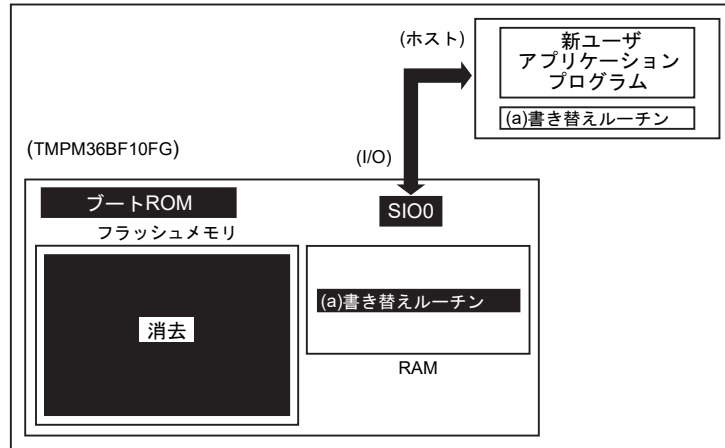 (ホスト)
新ユーザ
アプリケーション
プログラム
(a)書き替えルーチン
(TMPM36BF10FG)
(I/O)
ブートROM
SIO0
フラッシュメモリ
消去
(a)書き替えルーチン
RAM